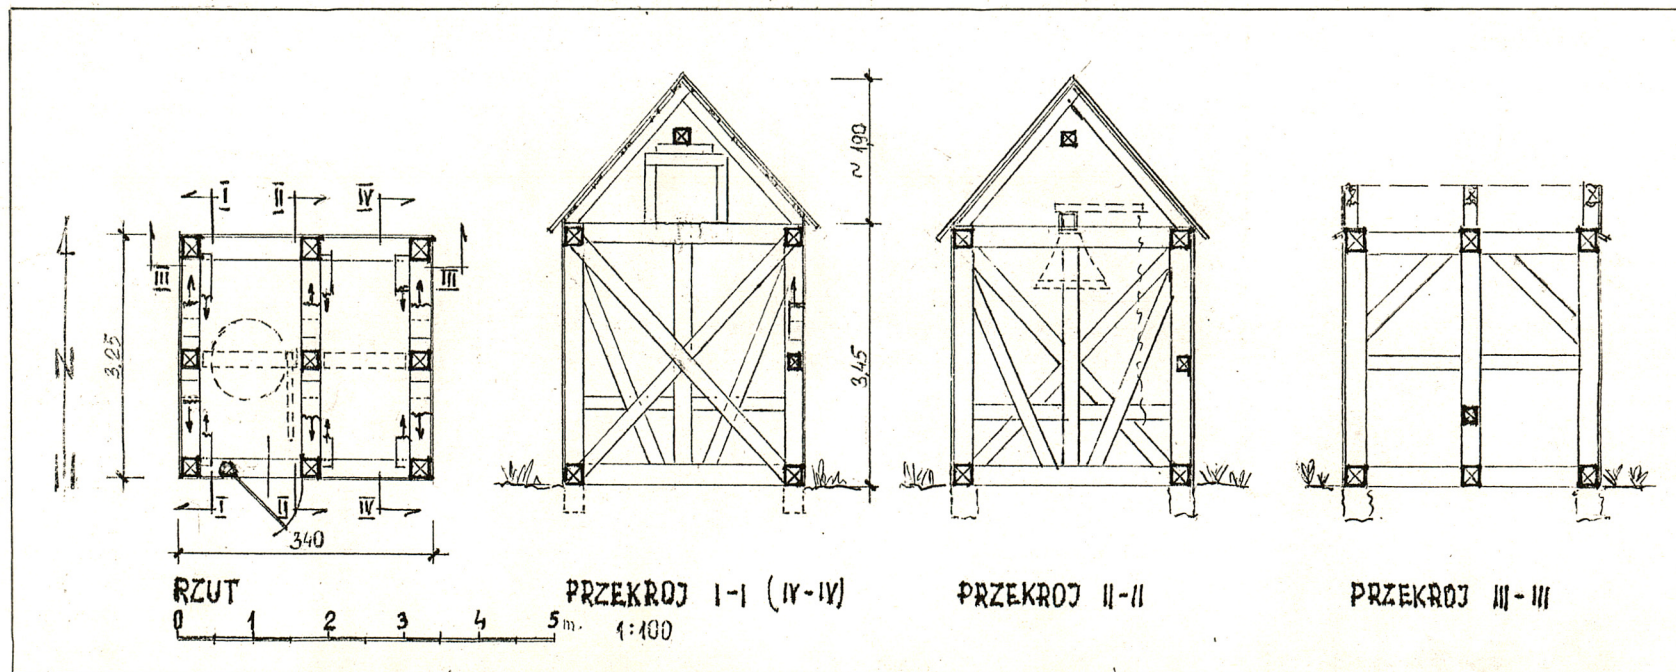 I II IV
III III
N
3,25
I II IV
340
~190
3,45
RZUT
0 1 2 3 4 5 m.
1:100
PRZEKROJ I-I (IV-IV)
PRZEKROJ II-II
PRZEKROJ III-III